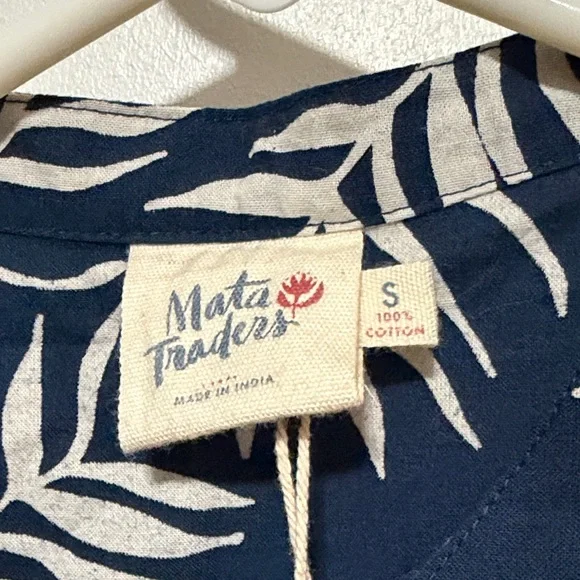 Mata
Traders
MADE IN INDIA
S
100%
COTTON